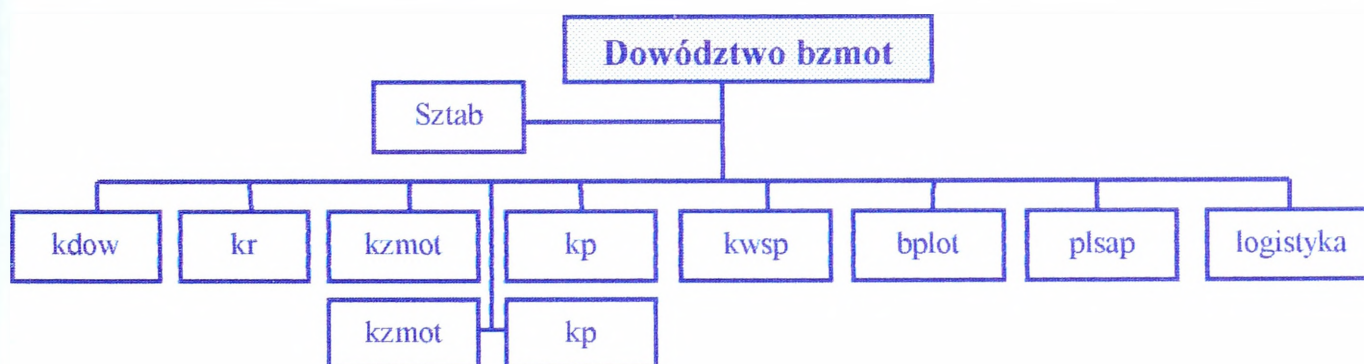 Dowództwo bzmot
Sztab
kdow kr kzmot kp kwsp bplot plsap logistyka
kzmot kp